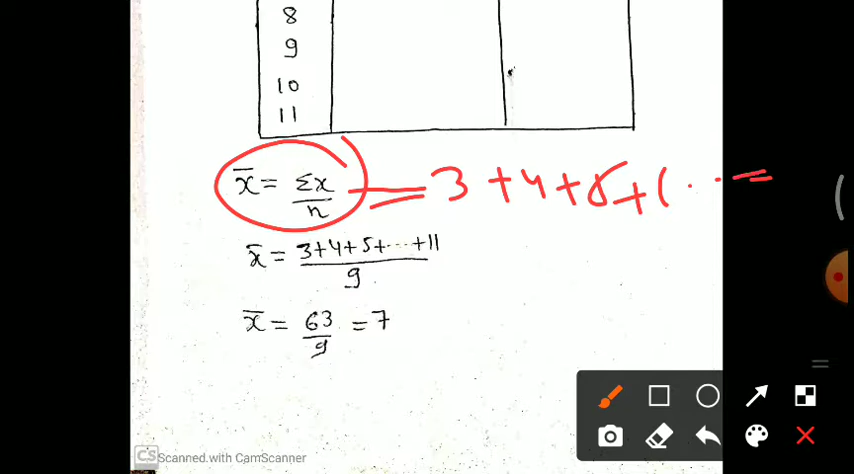 8
9
10
11
x̄ = Σx/n = 3+4+5+(... =
x̄ = 3+4+5+...+11/9
x̄ = 63/9 = 7
CS Scanned with CamScanner